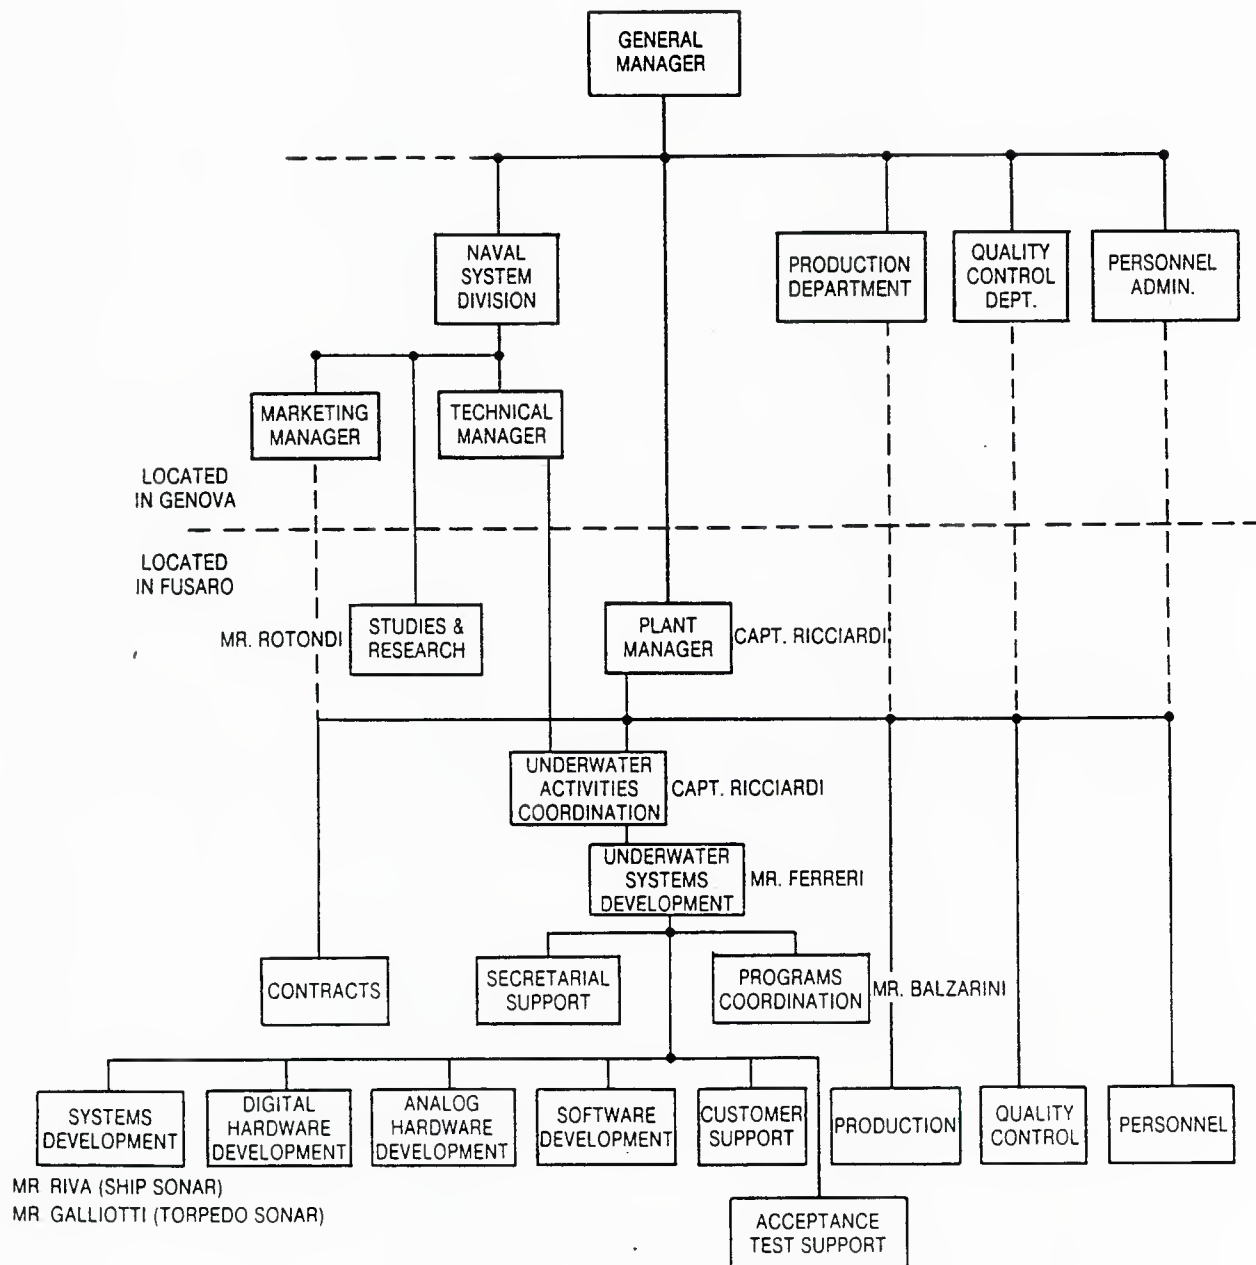 GENERAL
MANAGER
NAVAL
SYSTEM
DIVISION
PRODUCTION
DEPARTMENT
QUALITY
CONTROL
DEPT.
PERSONNEL
ADMIN.
MARKETING
MANAGER
TECHNICAL
MANAGER
LOCATED
IN GENOVA
LOCATED
IN FUSARO
MR. ROTONDI
STUDIES &
RESEARCH
PLANT
MANAGER
CAPT. RICCIARDI
UNDERWATER
ACTIVITIES
COORDINATION
CAPT. RICCIARDI
UNDERWATER
SYSTEMS
DEVELOPMENT
MR. FERRERI
CONTRACTS
SECRETARIAL
SUPPORT
PROGRAMS
COORDINATION
MR. BALZARINI
SYSTEMS
DEVELOPMENT
DIGITAL
HARDWARE
DEVELOPMENT
ANALOG
HARDWARE
DEVELOPMENT
SOFTWARE
DEVELOPMENT
CUSTOMER
SUPPORT
PRODUCTION
QUALITY
CONTROL
PERSONNEL
MR RIVA (SHIP SONAR)
MR GALLIOTTI (TORPEDO SONAR)
ACCEPTANCE
TEST SUPPORT